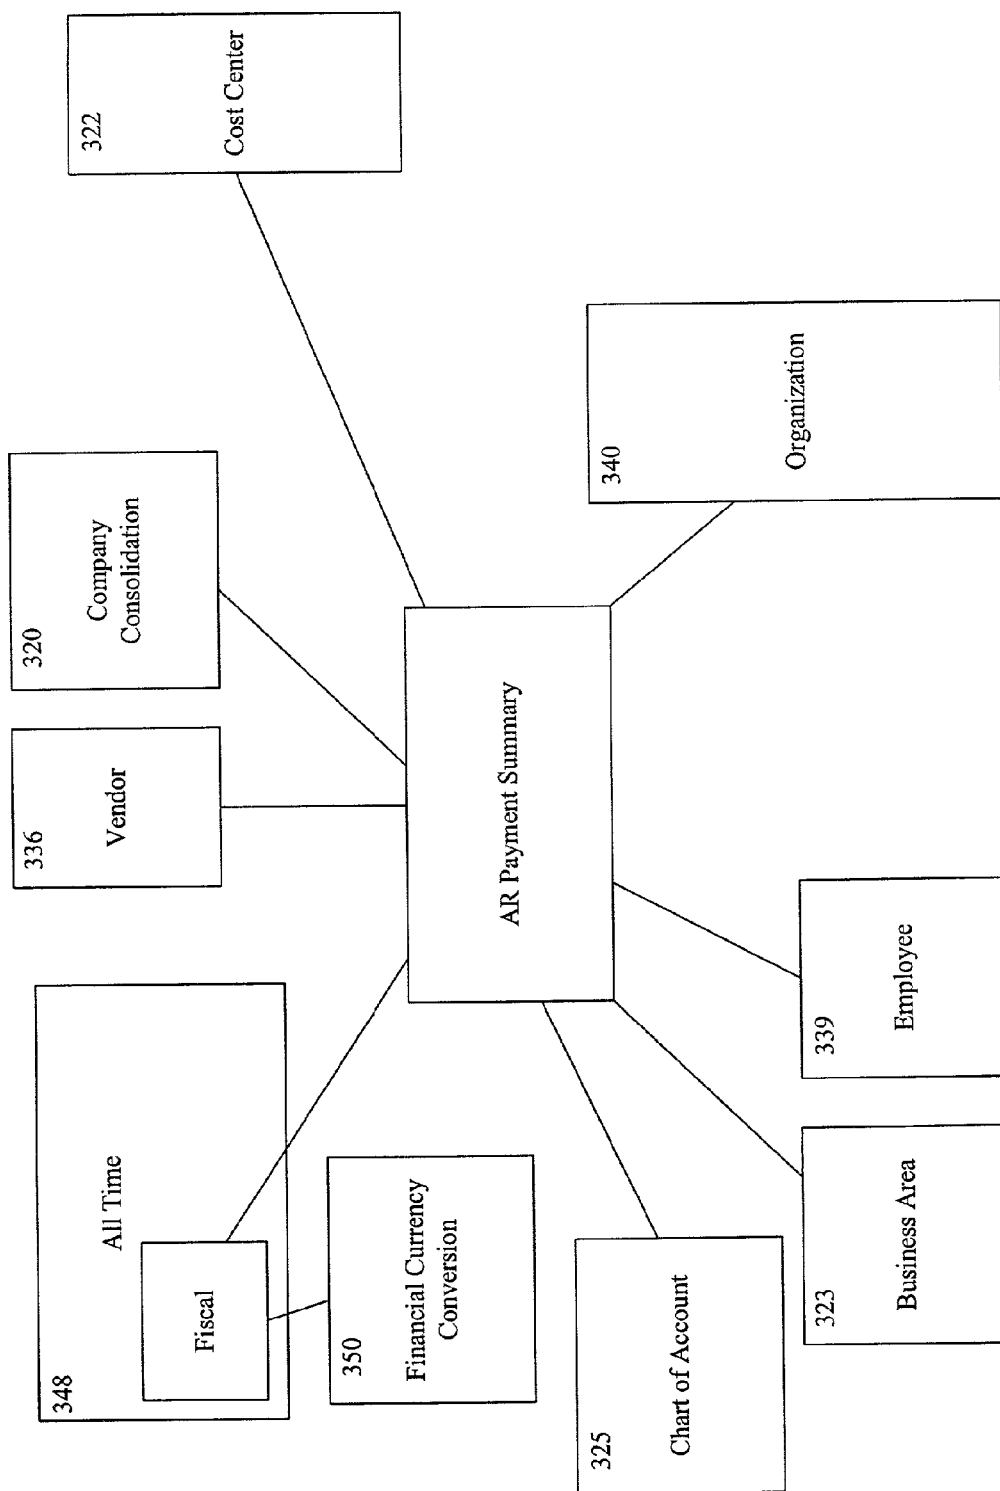 348
All Time
Fiscal
350
Financial Currency
Conversion
336
Vendor
320
Company
Consolidation
322
Cost Center
AR Payment Summary
325
Chart of Account
323
Business Area
339
Employee
340
Organization